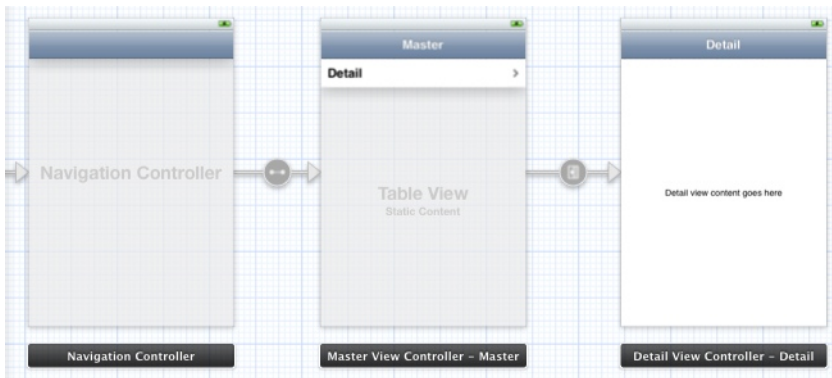 Navigation Controller
Navigation Controller
Master
Detail
Table View
Static Content
Master View Controller - Master
Detail
Detail view content goes here
Detail View Controller - Detail